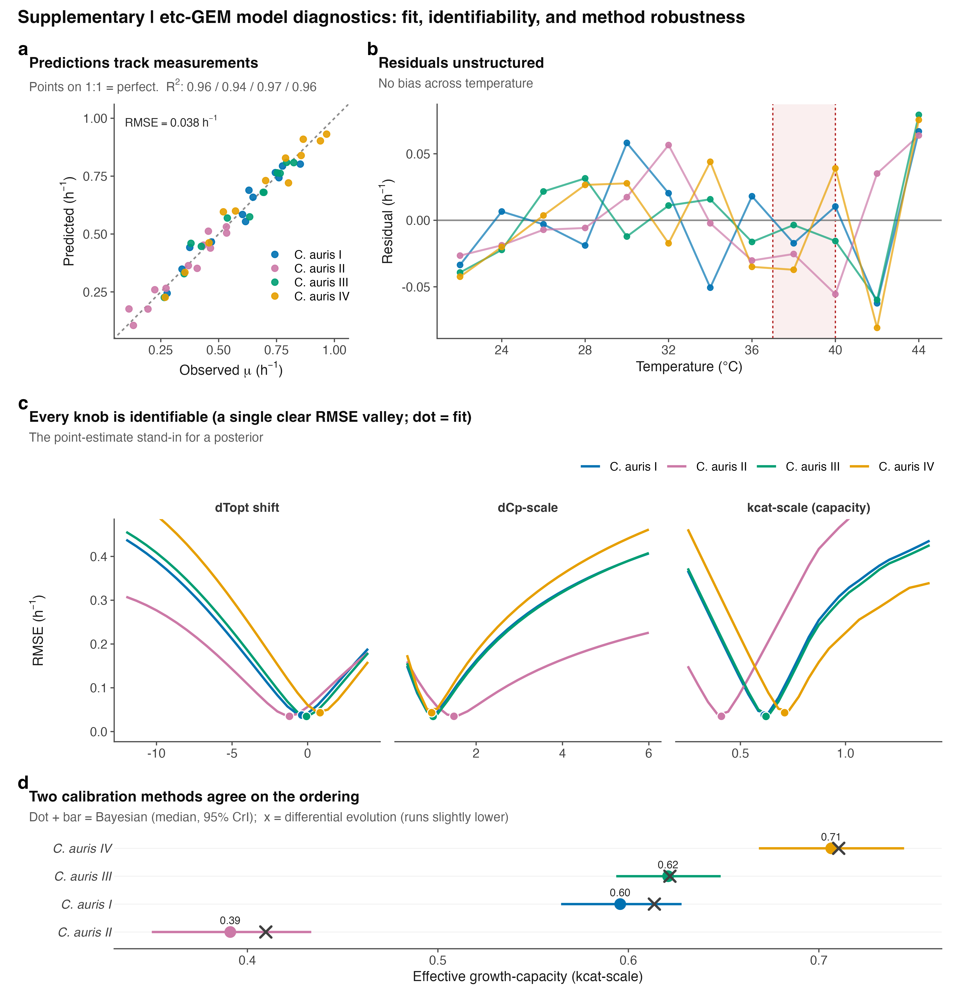 Supplementary | etc-GEM model diagnostics: fit, identifiability, and method robustness
a
Predictions track measurements
Points on 1:1 = perfect.  R²: 0.96 / 0.94 / 0.97 / 0.96
1.00
0.75
0.50
0.25
Predicted (h⁻¹)
RMSE = 0.038 h⁻¹
C. auris I
C. auris II
C. auris III
C. auris IV
0.25
0.50
0.75
1.00
Observed μ (h⁻¹)
b
Residuals unstructured
No bias across temperature
0.05
0.00
-0.05
Residual (h⁻¹)
24
28
32
36
40
44
Temperature (°C)
c
Every knob is identifiable (a single clear RMSE valley; dot = fit)
The point-estimate stand-in for a posterior
C. auris I
C. auris II
C. auris III
C. auris IV
dTopt shift
dCp-scale
kcat-scale (capacity)
0.4
0.3
0.2
0.1
0.0
RMSE (h⁻¹)
-10
-5
0
2
4
6
0.5
1.0
d
Two calibration methods agree on the ordering
Dot + bar = Bayesian (median, 95% CrI);  x = differential evolution (runs slightly lower)
C. auris IV
0.71
C. auris III
0.62
C. auris I
0.60
C. auris II
0.39
0.4
0.5
0.6
0.7
Effective growth-capacity (kcat-scale)